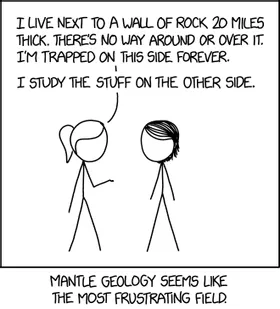 I LIVE NEXT TO A WALL OF ROCK 20 MILES
THICK. THERE'S NO WAY AROUND OR OVER IT.
I'M TRAPPED ON THIS SIDE FOREVER.
I STUDY THE STUFF ON THE OTHER SIDE.
MANTLE GEOLOGY SEEMS LIKE
THE MOST FRUSTRATING FIELD.